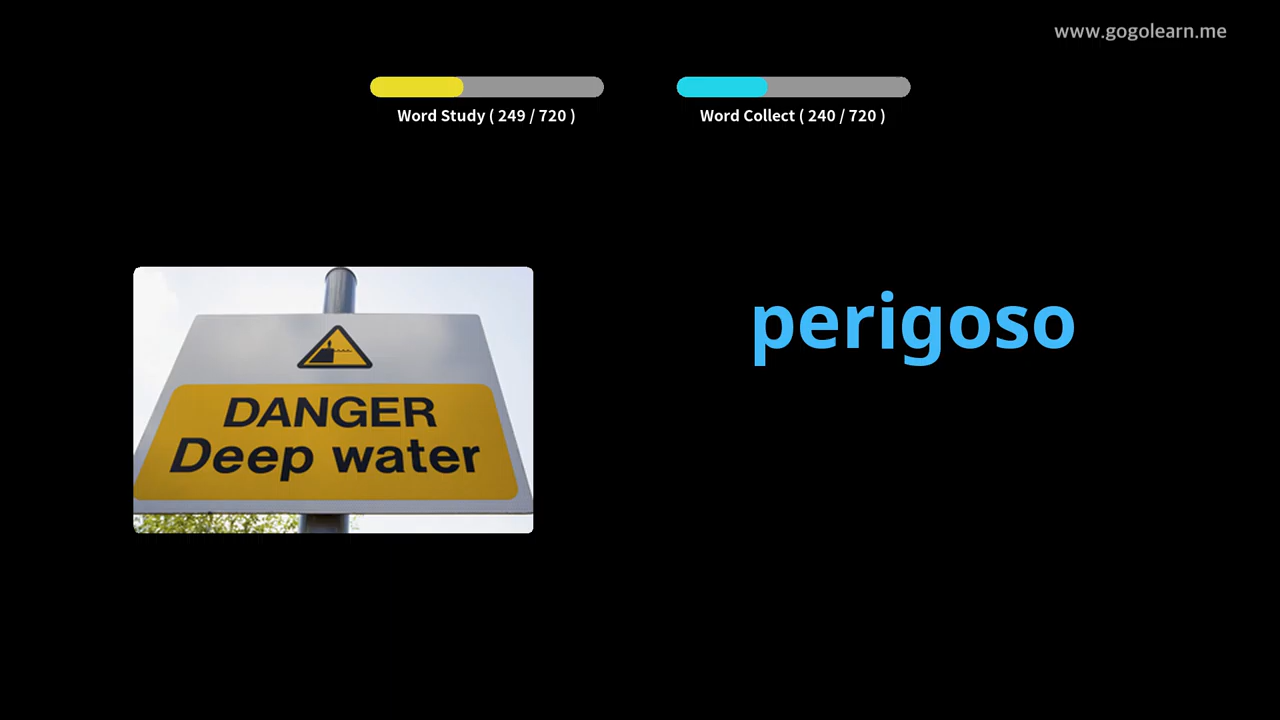 www.gogolearn.me
Word Study ( 249 / 720 )
Word Collect ( 240 / 720 )
DANGER
Deep water
perigoso